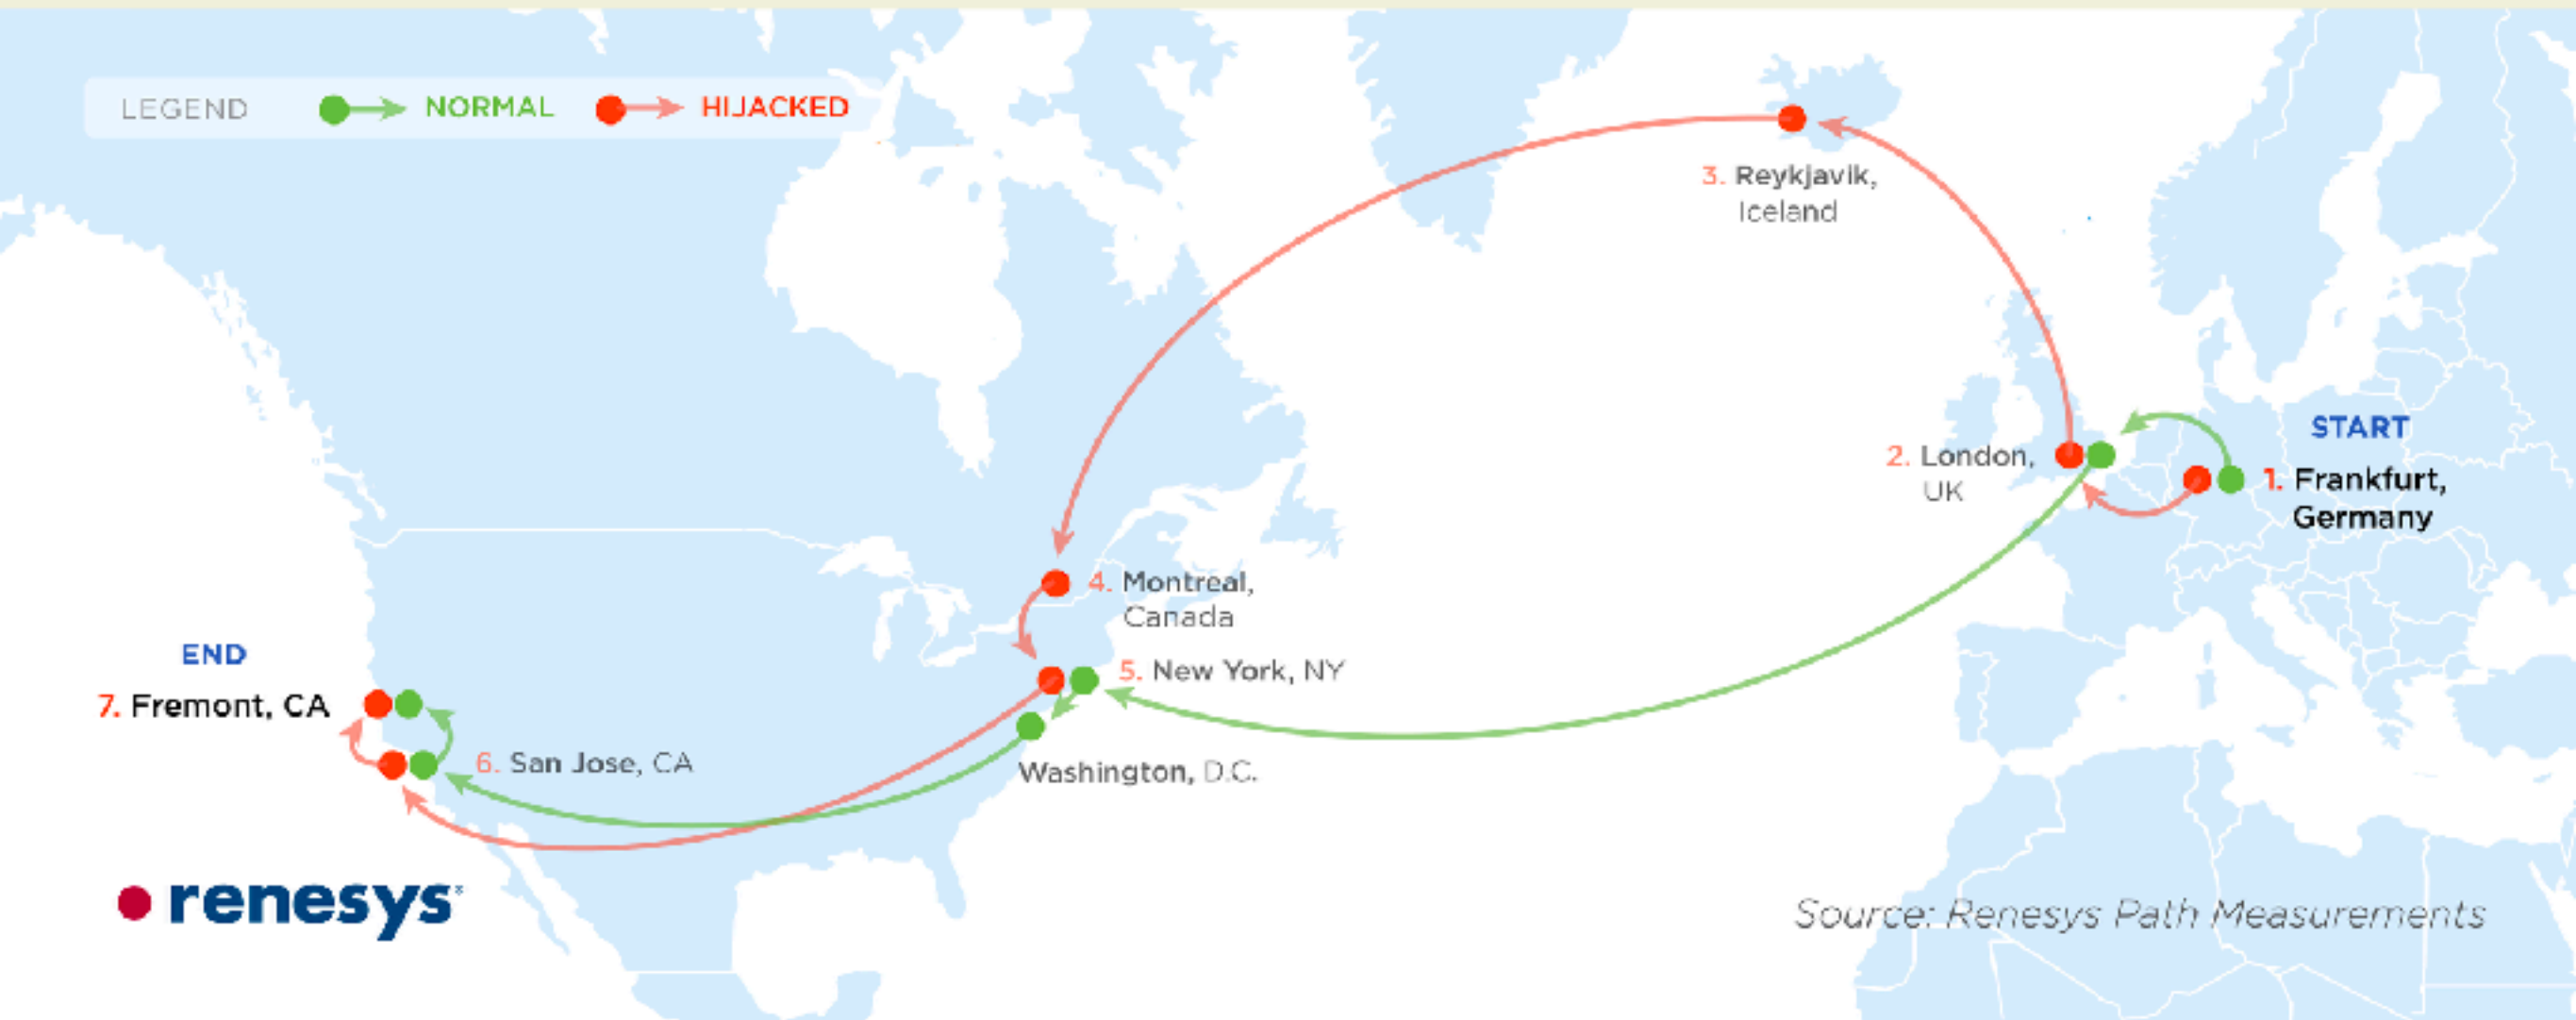 LEGEND NORMAL HIJACKED
3. Reykjavik,
Iceland
START
2. London,
UK
1. Frankfurt,
Germany
4. Montreal,
Canada
5. New York, NY
END
7. Fremont, CA
6. San Jose, CA
Washington, D.C.
renesys
Source: Renesys Path Measurements